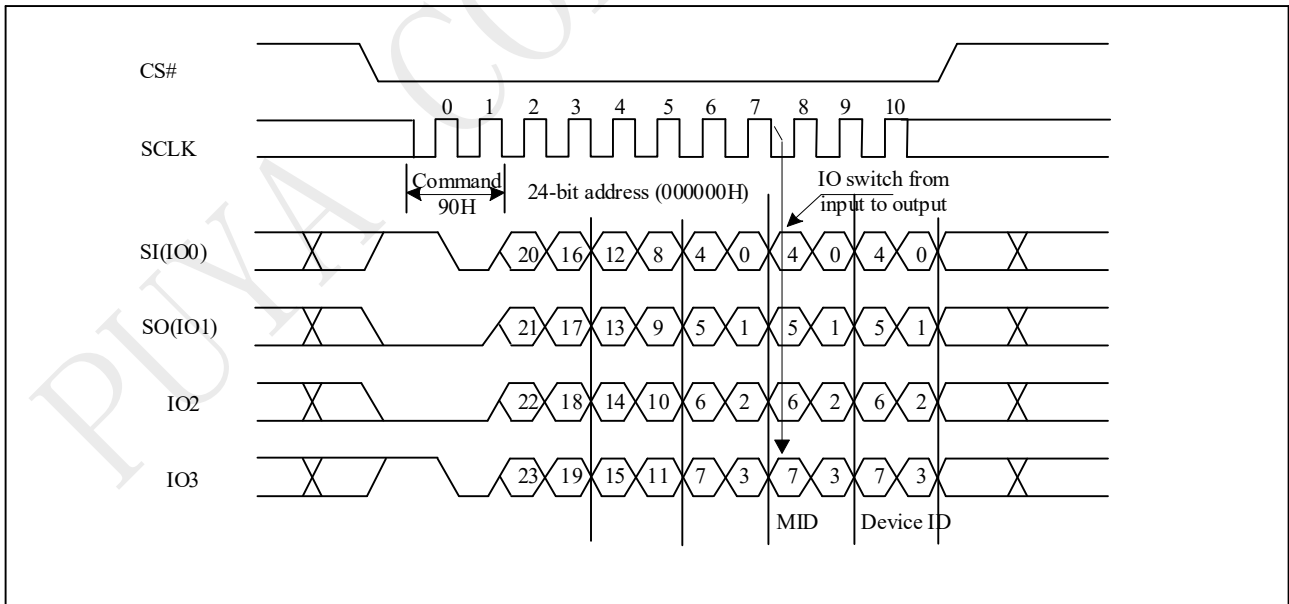 PUYA CO
CS#
0 1 2 3 4 5 6 7 8 9 10
SCLK
Command
90H
24-bit address (000000H)
IO switch from
input to output
SI(IO0)
20 16 12 8 4 0 4 0 4 0
SO(IO1)
21 17 13 9 5 1 5 1 5 1
IO2
22 18 14 10 6 2 6 2 6 2
IO3
23 19 15 11 7 3 7 3 7 3
MID
Device ID